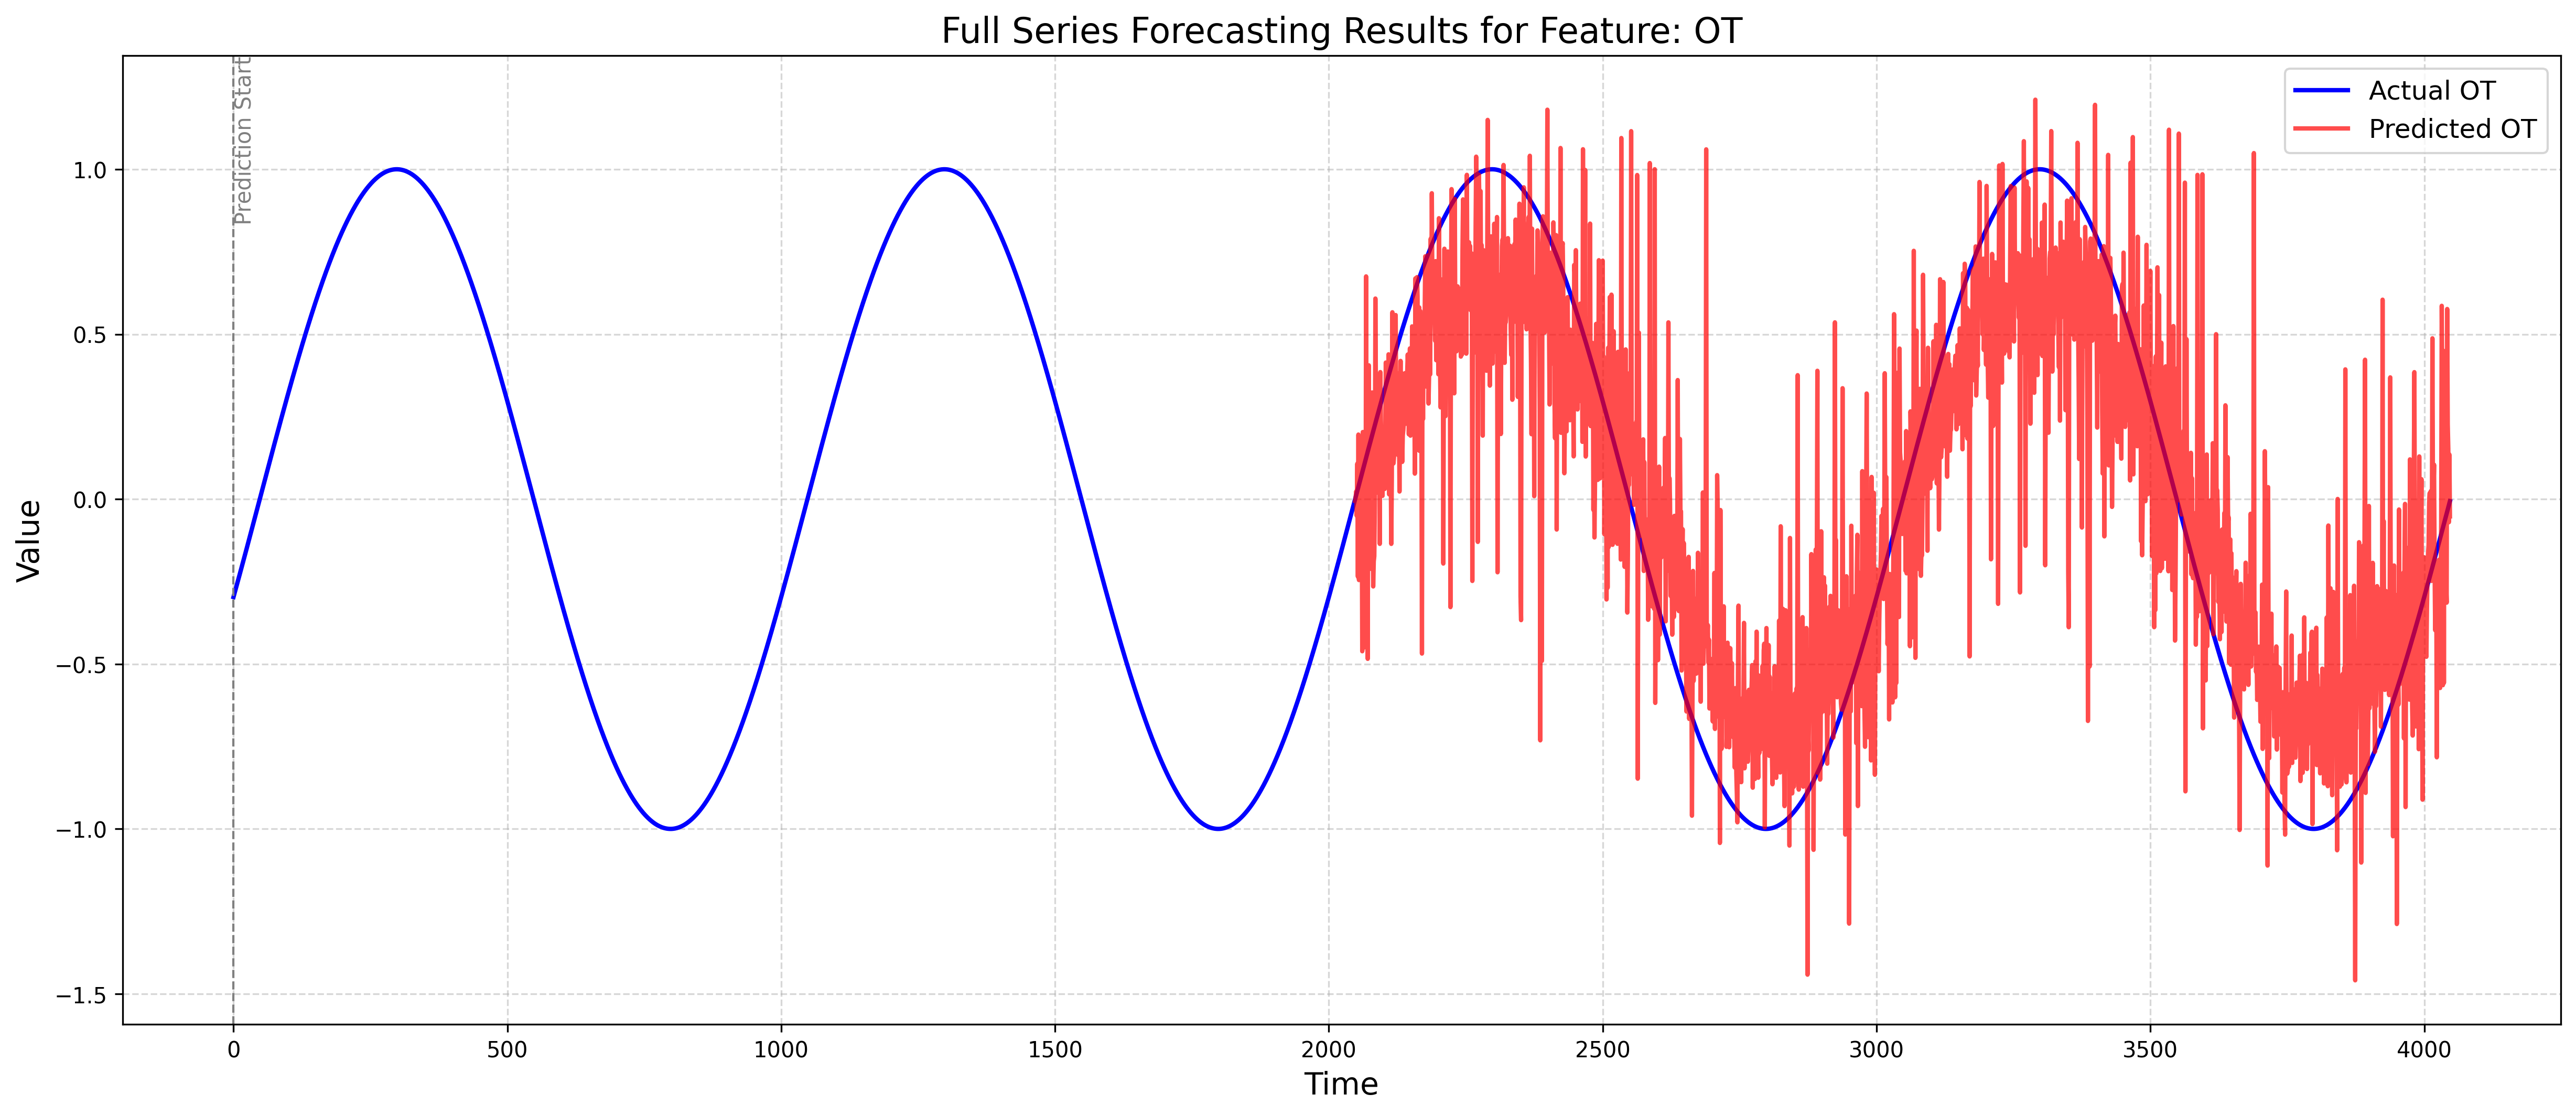 Full Series Forecasting Results for Feature: OT
Prediction Start
Actual OT
Predicted OT
Value
1.0
0.5
0.0
−0.5
−1.0
−1.5
0
500
1000
1500
2000
2500
3000
3500
4000
Time